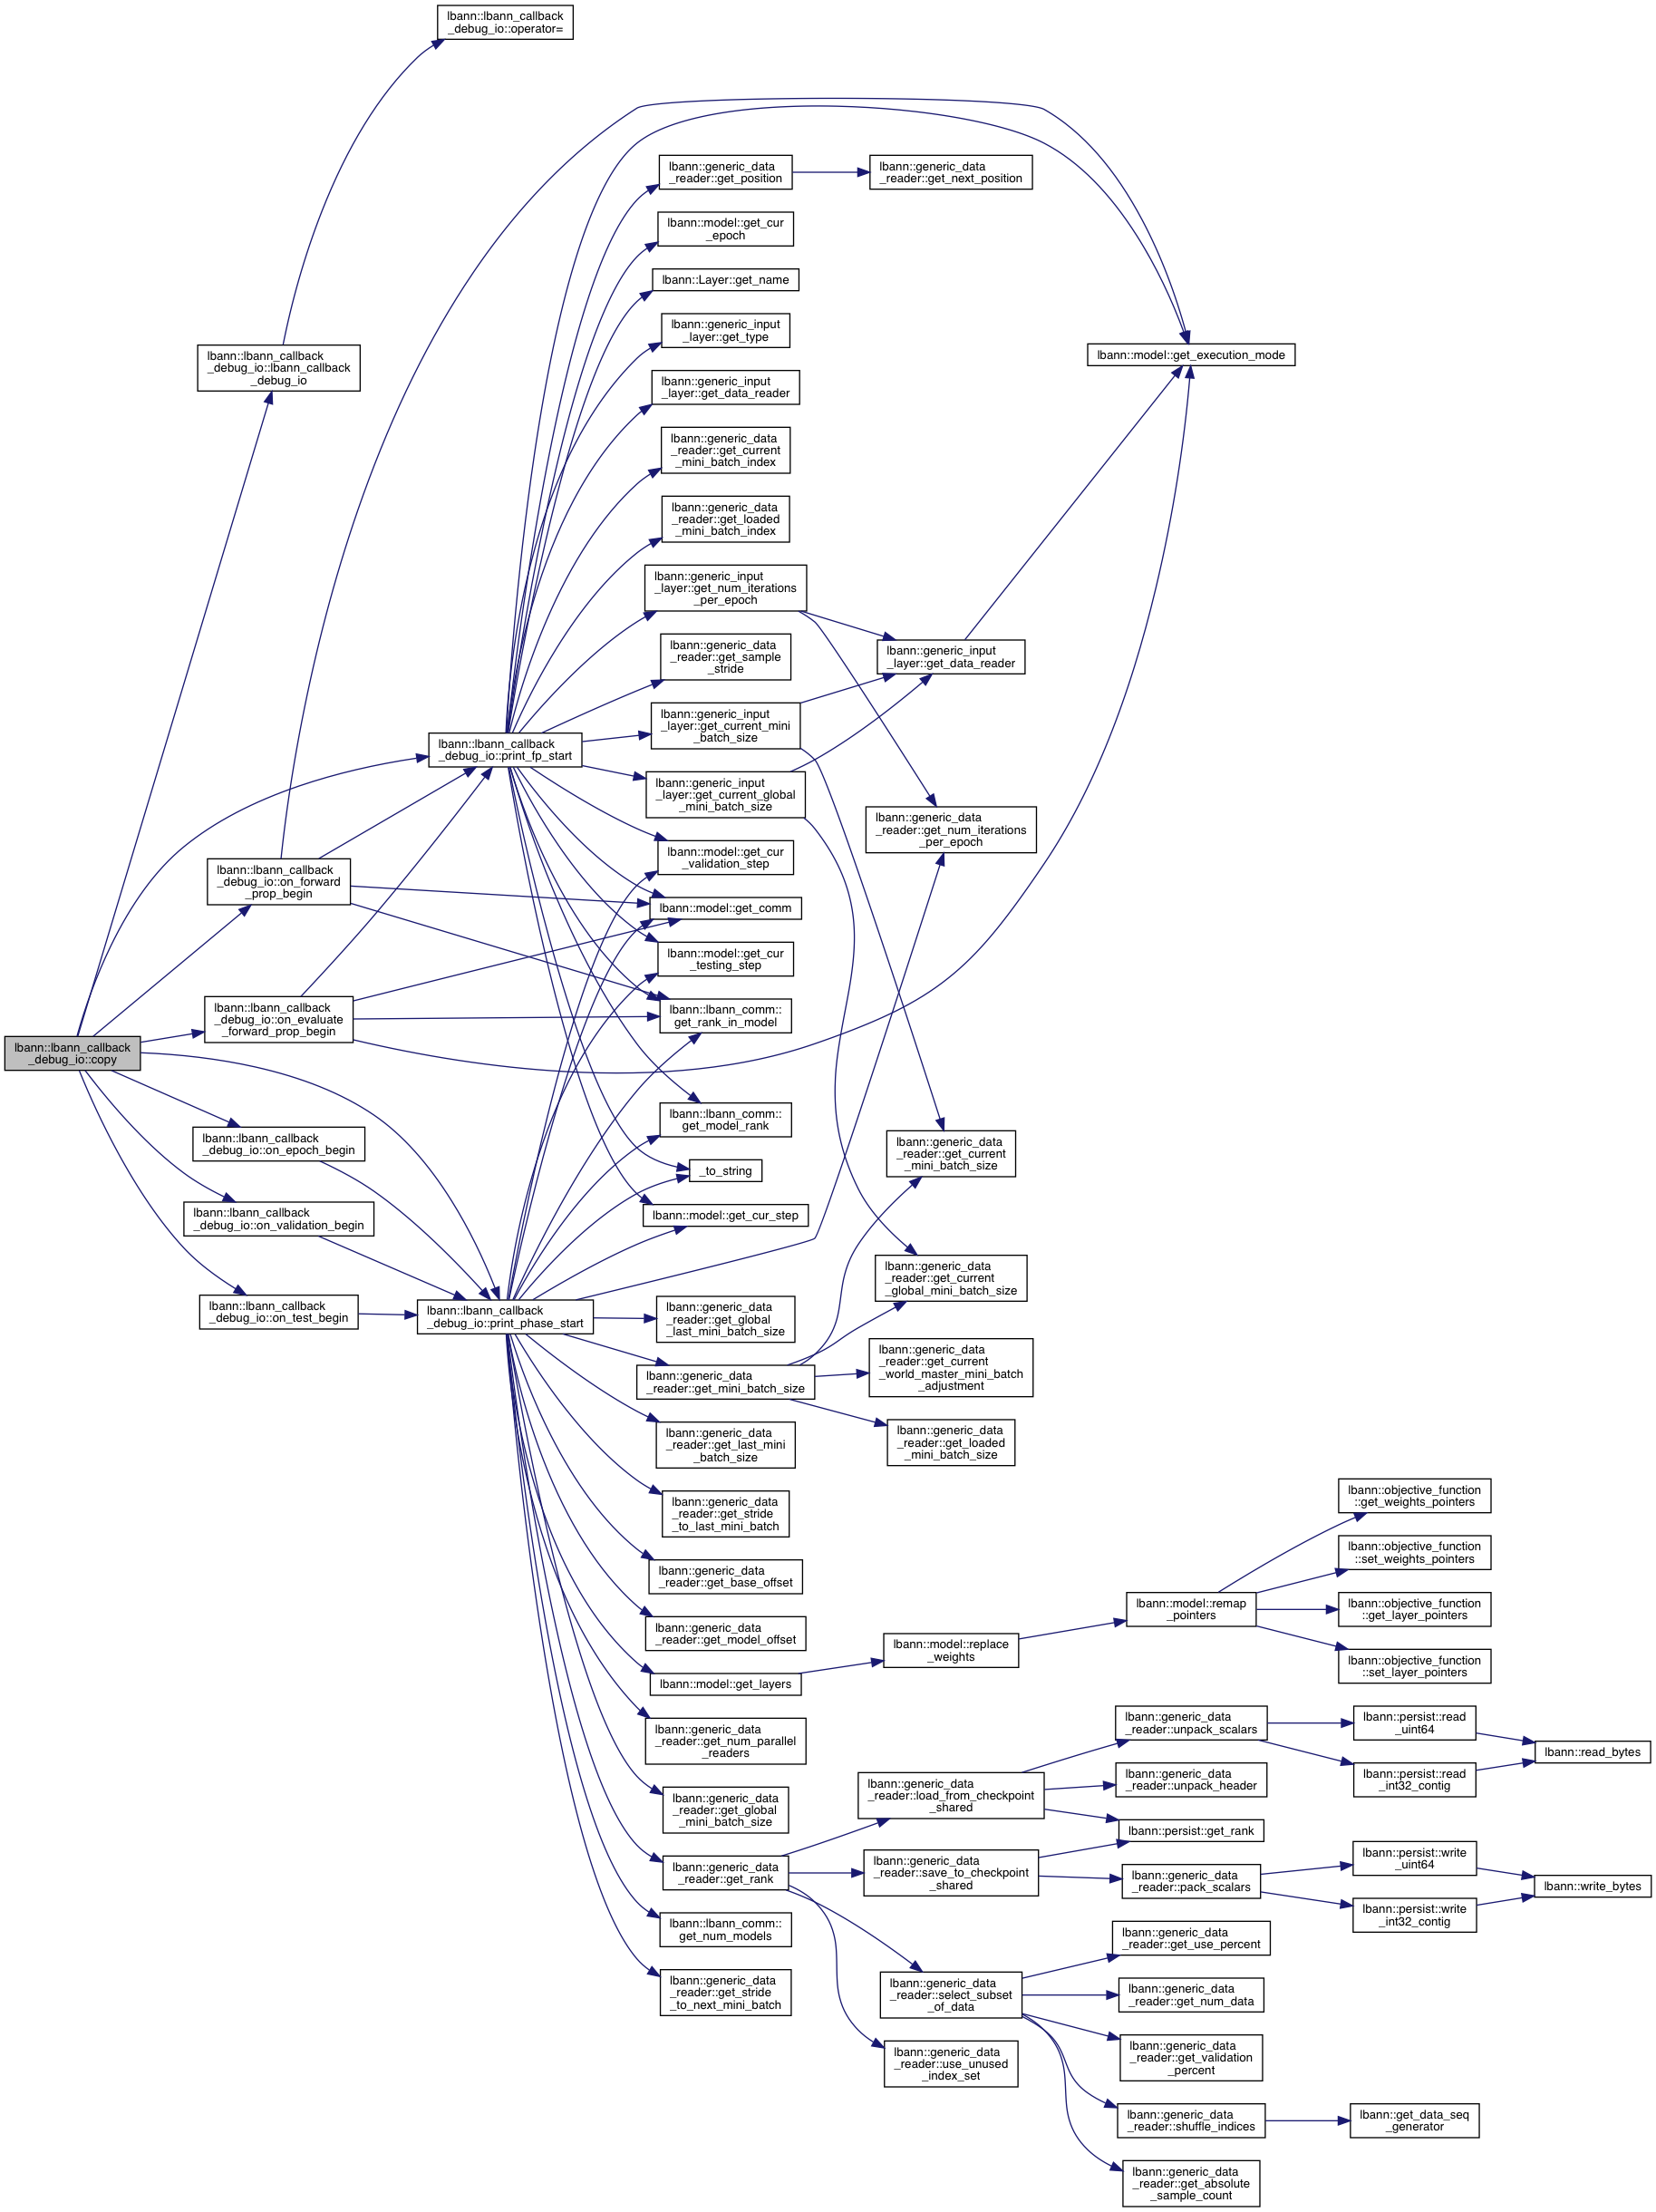 lbann::lbann_callback
_debug_io::copy
lbann::lbann_callback
_debug_io::lbann_callback
_debug_io
lbann::lbann_callback
_debug_io::on_forward
_prop_begin
lbann::lbann_callback
_debug_io::on_evaluate
_forward_prop_begin
lbann::lbann_callback
_debug_io::on_epoch_begin
lbann::lbann_callback
_debug_io::on_validation_begin
lbann::lbann_callback
_debug_io::on_test_begin
lbann::lbann_callback
_debug_io::operator=
lbann::lbann_callback
_debug_io::print_fp_start
lbann::lbann_callback
_debug_io::print_phase_start
lbann::generic_data
_reader::get_position
lbann::model::get_cur
_epoch
lbann::Layer::get_name
lbann::generic_input
_layer::get_type
lbann::generic_input
_layer::get_data_reader
lbann::generic_data
_reader::get_current
_mini_batch_index
lbann::generic_data
_reader::get_loaded
_mini_batch_index
lbann::generic_input
_layer::get_num_iterations
_per_epoch
lbann::generic_data
_reader::get_sample
_stride
lbann::generic_input
_layer::get_current_mini
_batch_size
lbann::generic_input
_layer::get_current_global
_mini_batch_size
lbann::model::get_cur
_validation_step
lbann::model::get_comm
lbann::model::get_cur
_testing_step
lbann::lbann_comm::
get_rank_in_model
lbann::lbann_comm::
get_model_rank
_to_string
lbann::model::get_cur_step
lbann::generic_data
_reader::get_global
_last_mini_batch_size
lbann::generic_data
_reader::get_mini_batch_size
lbann::generic_data
_reader::get_last_mini
_batch_size
lbann::generic_data
_reader::get_stride
_to_last_mini_batch
lbann::generic_data
_reader::get_base_offset
lbann::generic_data
_reader::get_model_offset
lbann::model::get_layers
lbann::generic_data
_reader::get_num_parallel
_readers
lbann::generic_data
_reader::get_global
_mini_batch_size
lbann::generic_data
_reader::get_rank
lbann::lbann_comm::
get_num_models
lbann::generic_data
_reader::get_stride
_to_next_mini_batch
lbann::generic_data
_reader::get_next_position
lbann::generic_input
_layer::get_data_reader
lbann::generic_data
_reader::get_num_iterations
_per_epoch
lbann::generic_data
_reader::get_current
_mini_batch_size
lbann::generic_data
_reader::get_current
_global_mini_batch_size
lbann::generic_data
_reader::get_current
_world_master_mini_batch
_adjustment
lbann::generic_data
_reader::get_loaded
_mini_batch_size
lbann::model::replace
_weights
lbann::generic_data
_reader::load_from_checkpoint
_shared
lbann::generic_data
_reader::save_to_checkpoint
_shared
lbann::generic_data
_reader::select_subset
_of_data
lbann::generic_data
_reader::use_unused
_index_set
lbann::model::get_execution_mode
lbann::model::remap
_pointers
lbann::generic_data
_reader::unpack_scalars
lbann::generic_data
_reader::unpack_header
lbann::persist::get_rank
lbann::generic_data
_reader::pack_scalars
lbann::generic_data
_reader::get_use_percent
lbann::generic_data
_reader::get_num_data
lbann::generic_data
_reader::get_validation
_percent
lbann::generic_data
_reader::shuffle_indices
lbann::generic_data
_reader::get_absolute
_sample_count
lbann::objective_function
::get_weights_pointers
lbann::objective_function
::set_weights_pointers
lbann::objective_function
::get_layer_pointers
lbann::objective_function
::set_layer_pointers
lbann::persist::read
_uint64
lbann::persist::read
_int32_contig
lbann::persist::write
_uint64
lbann::persist::write
_int32_contig
lbann::get_data_seq
_generator
lbann::read_bytes
lbann::write_bytes